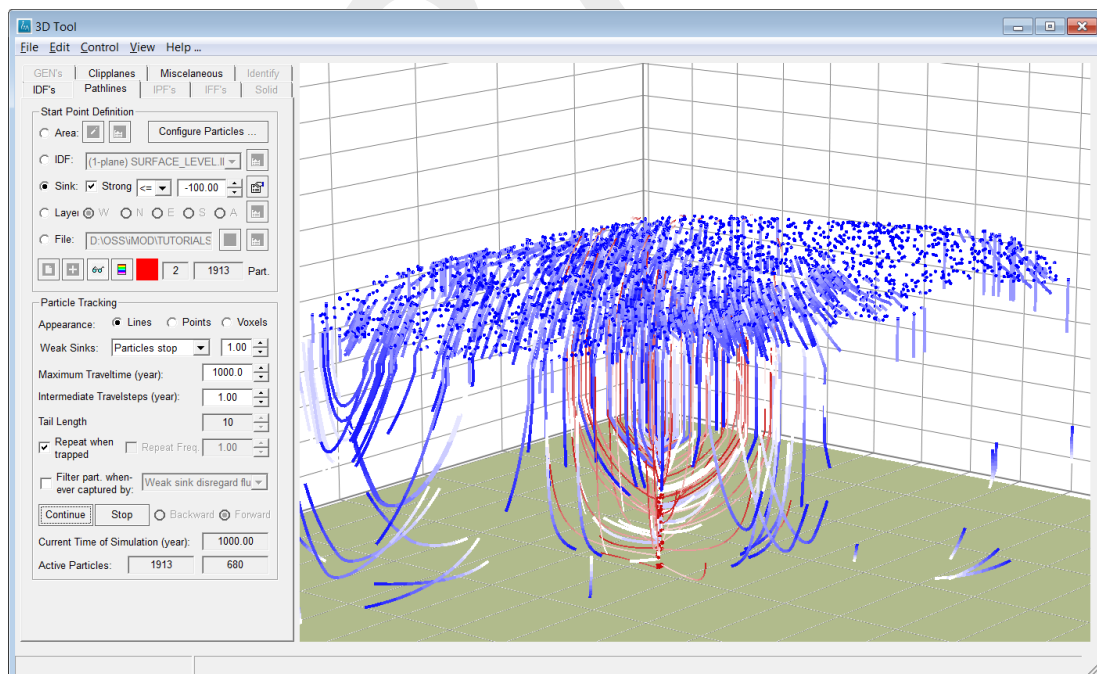 3D Tool
File Edit Control View Help ...
GEN's Clipplanes Miscelaneous Identify
IDF's Pathlines IPF's IFF's Solid
Start Point Definition
Area: Configure Particles ...
IDF: (1-plane) SURFACE_LEVEL.II
Sink: Strong <= -100.00
Layer W N E S A
File: D:\OSS\iMOD\TUTORIALS
2 1913 Part.
Particle Tracking
Appearance: Lines Points Voxels
Weak Sinks: Particles stop 1.00
Maximum Traveltime (year): 1000.0
Intermediate Travelsteps (year): 1.00
Tail Length 10
Repeat when trapped Repeat Freq. 1.00
Filter part. when-
ever captured by: Weak sink disregard flu
Continue Stop Backward Forward
Current Time of Simulation (year): 1000.00
Active Particles: 1913 680